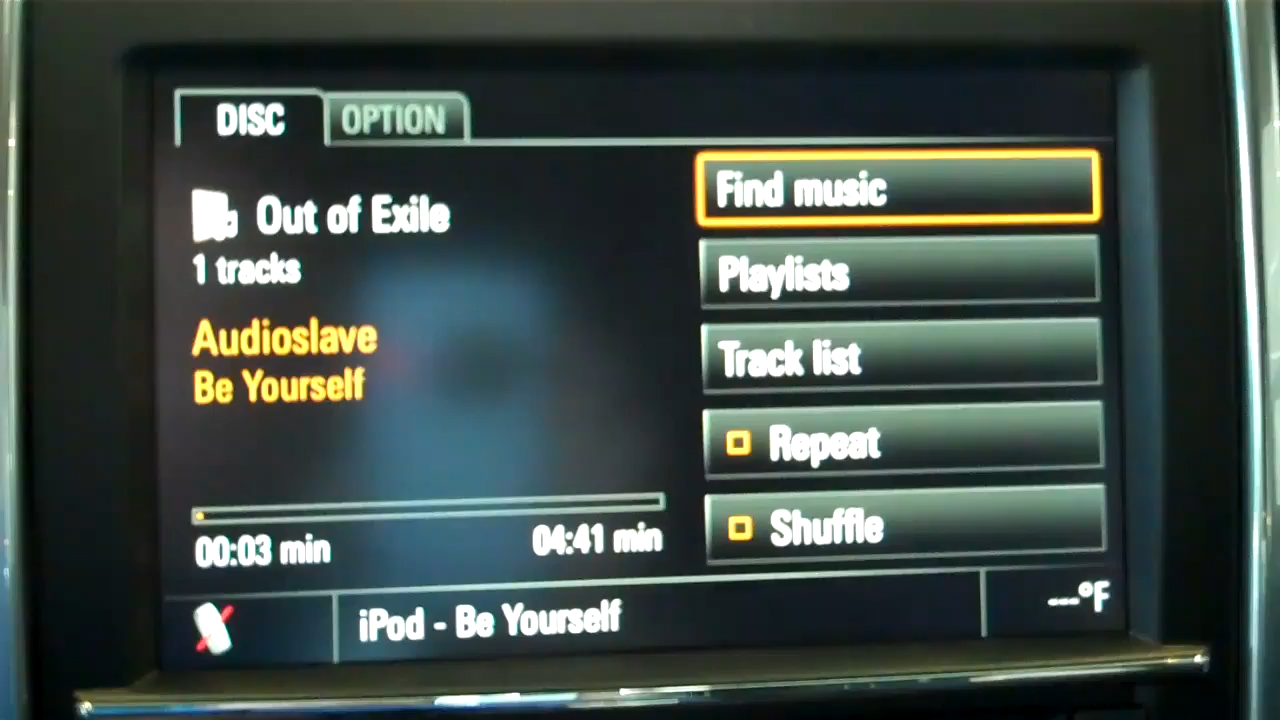 DISC
OPTION
Out of Exile
1 tracks
Audioslave
Be Yourself
00:03 min
04:41 min
Find music
Playlists
Track list
Repeat
Shuffle
iPod - Be Yourself
---°F